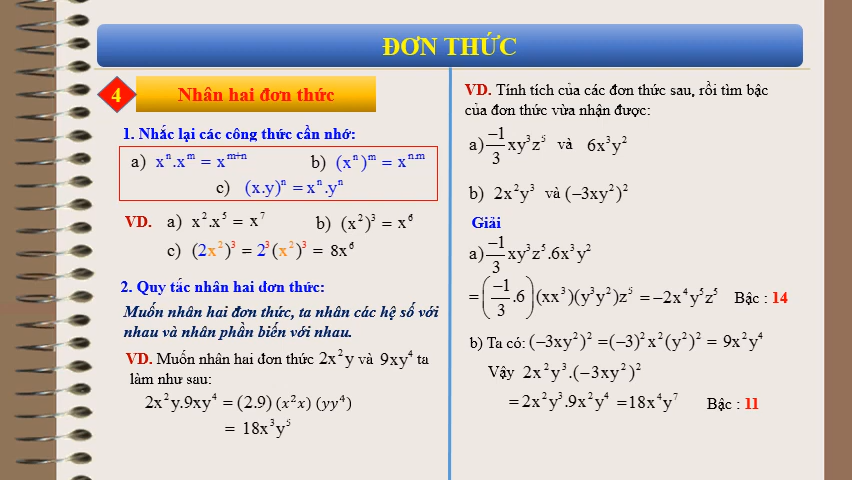 ĐƠN THỨC
4 Nhân hai đơn thức
1. Nhắc lại các công thức cần nhớ:
a) xⁿ.xᵐ = xᵐ⁺ⁿ b) (xⁿ)ᵐ = xⁿ·ᵐ
c) (x.y)ⁿ = xⁿ.yⁿ
VD. a) x².x⁵ = x⁷ b) (x²)³ = x⁶
c) (2x²)³ = 2³(x²)³ = 8x⁶
2. Quy tắc nhân hai dơn thức:
Muốn nhân hai đơn thức, ta nhân các hệ số với
nhau và nhân phần biến với nhau.
VD. Muốn nhân hai đơn thức 2x²y và 9xy⁴ ta
làm như sau:
2x²y.9xy⁴ = (2.9) (x²x) (yy⁴)
= 18x³y⁵
VD. Tính tích của các đơn thức sau, rồi tìm bậc
của đơn thức vừa nhận được:
a) -1/3 xy³z⁵ và 6x³y²
b) 2x²y³ và (−3xy²)²
Giải
a) -1/3 xy³z⁵.6x³y²
= (-1/3 .6) (xx³)(y³y²)z⁵ = −2x⁴y⁵z⁵ Bậc : 14
b) Ta có: (−3xy²)² =(−3)²x²(y²)² = 9x²y⁴
Vậy 2x²y³.(−3xy²)²
= 2x²y³.9x²y⁴ =18x⁴y⁷ Bậc : 11